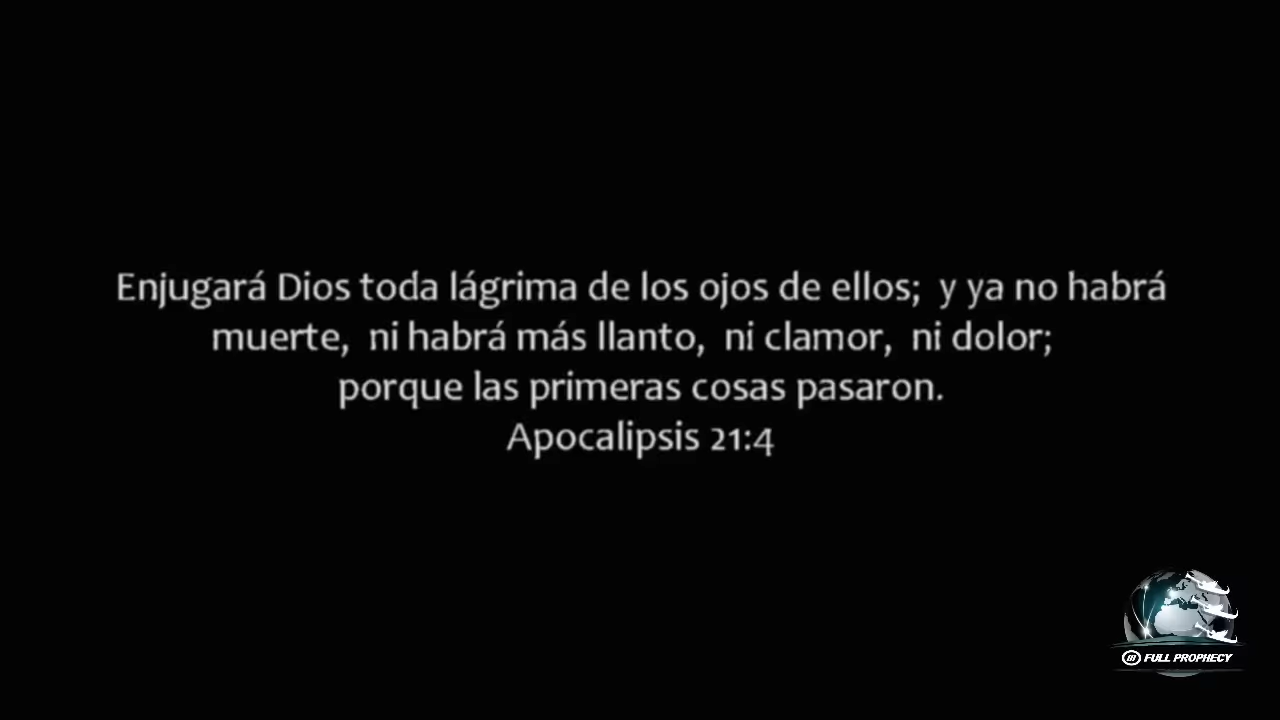 Enjugará Dios toda lágrima de los ojos de ellos;  y ya no habrá
muerte,  ni habrá más llanto,  ni clamor,  ni dolor;
porque las primeras cosas pasaron.
Apocalipsis 21:4
FULL PROPHECY